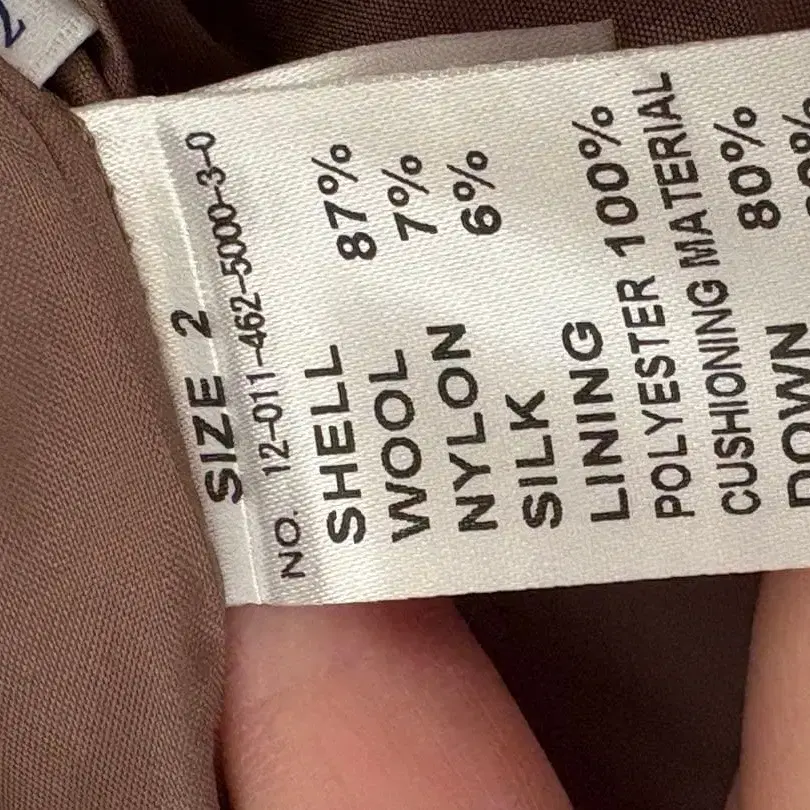 2
SIZE 2
NO. 12-011-462-5000-3-0
SHELL
WOOL 87%
NYLON 7%
SILK 6%
LINING
POLYESTER 100%
CUSHIONING MATERIAL
DOWN 80%